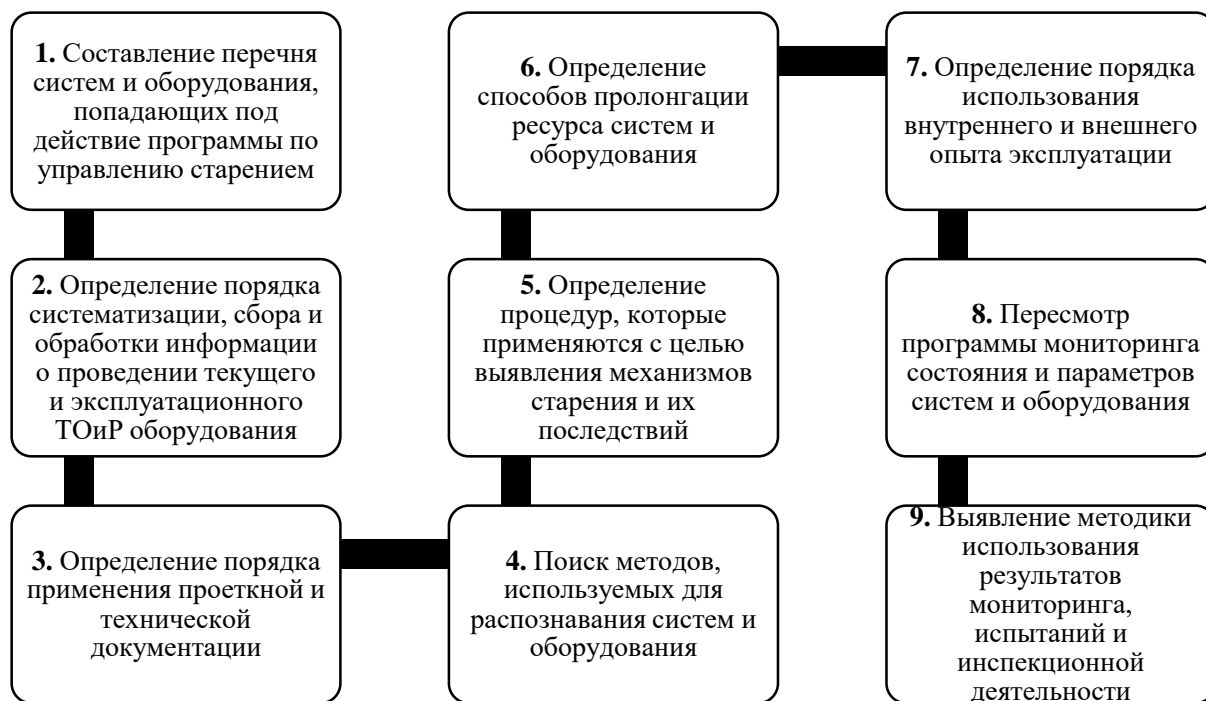 1. Составление перечня
систем и оборудования,
попадающих под
действие программы по
управлению старением
2. Определение порядка
систематизации, сбора и
обработки информации
о проведении текущего
и эксплуатационного
ТОиР оборудования
3. Определение порядка
применения проеткной и
технической
документации
4. Поиск методов,
используемых для
распознавания систем и
оборудования
5. Определение
процедур, которые
применяются с целью
выявления механизмов
старения и их
последствий
6. Определение
способов пролонгации
ресурса систем и
оборудования
7. Определение порядка
использования
внутреннего и внешнего
опыта эксплуатации
8. Пересмотр
программы мониторинга
состояния и параметров
систем и оборудования
9. Выявление методики
использования
результатов
мониторинга,
испытаний и
инспекционной
деятельности